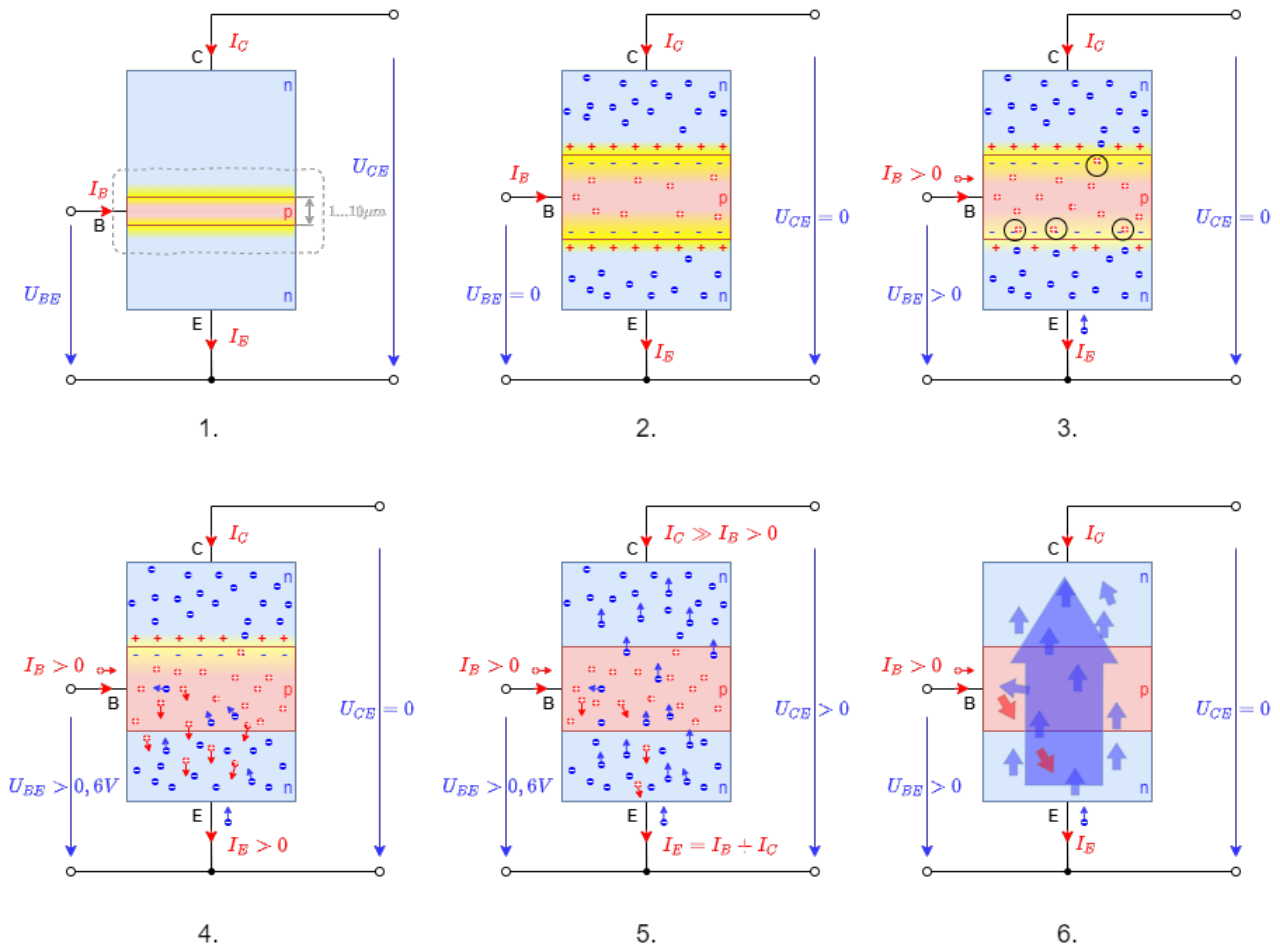 C
I_C
n
U_CE
I_B
B
p
1...10μm
U_BE
n
E
I_E
1.
C
I_C
n
I_B
B
p
U_CE = 0
U_BE = 0
n
E
I_E
2.
C
I_C
n
I_B > 0
B
p
U_CE = 0
U_BE > 0
n
E
I_E
3.
C
I_C
n
I_B > 0
B
p
U_CE = 0
U_BE > 0,6V
n
E
I_E > 0
4.
C
I_C ≫ I_B > 0
n
I_B > 0
B
p
U_CE > 0
U_BE > 0,6V
n
E
I_E = I_B + I_C
5.
C
I_C
n
I_B > 0
B
p
U_CE = 0
U_BE > 0
E
I_E
6.